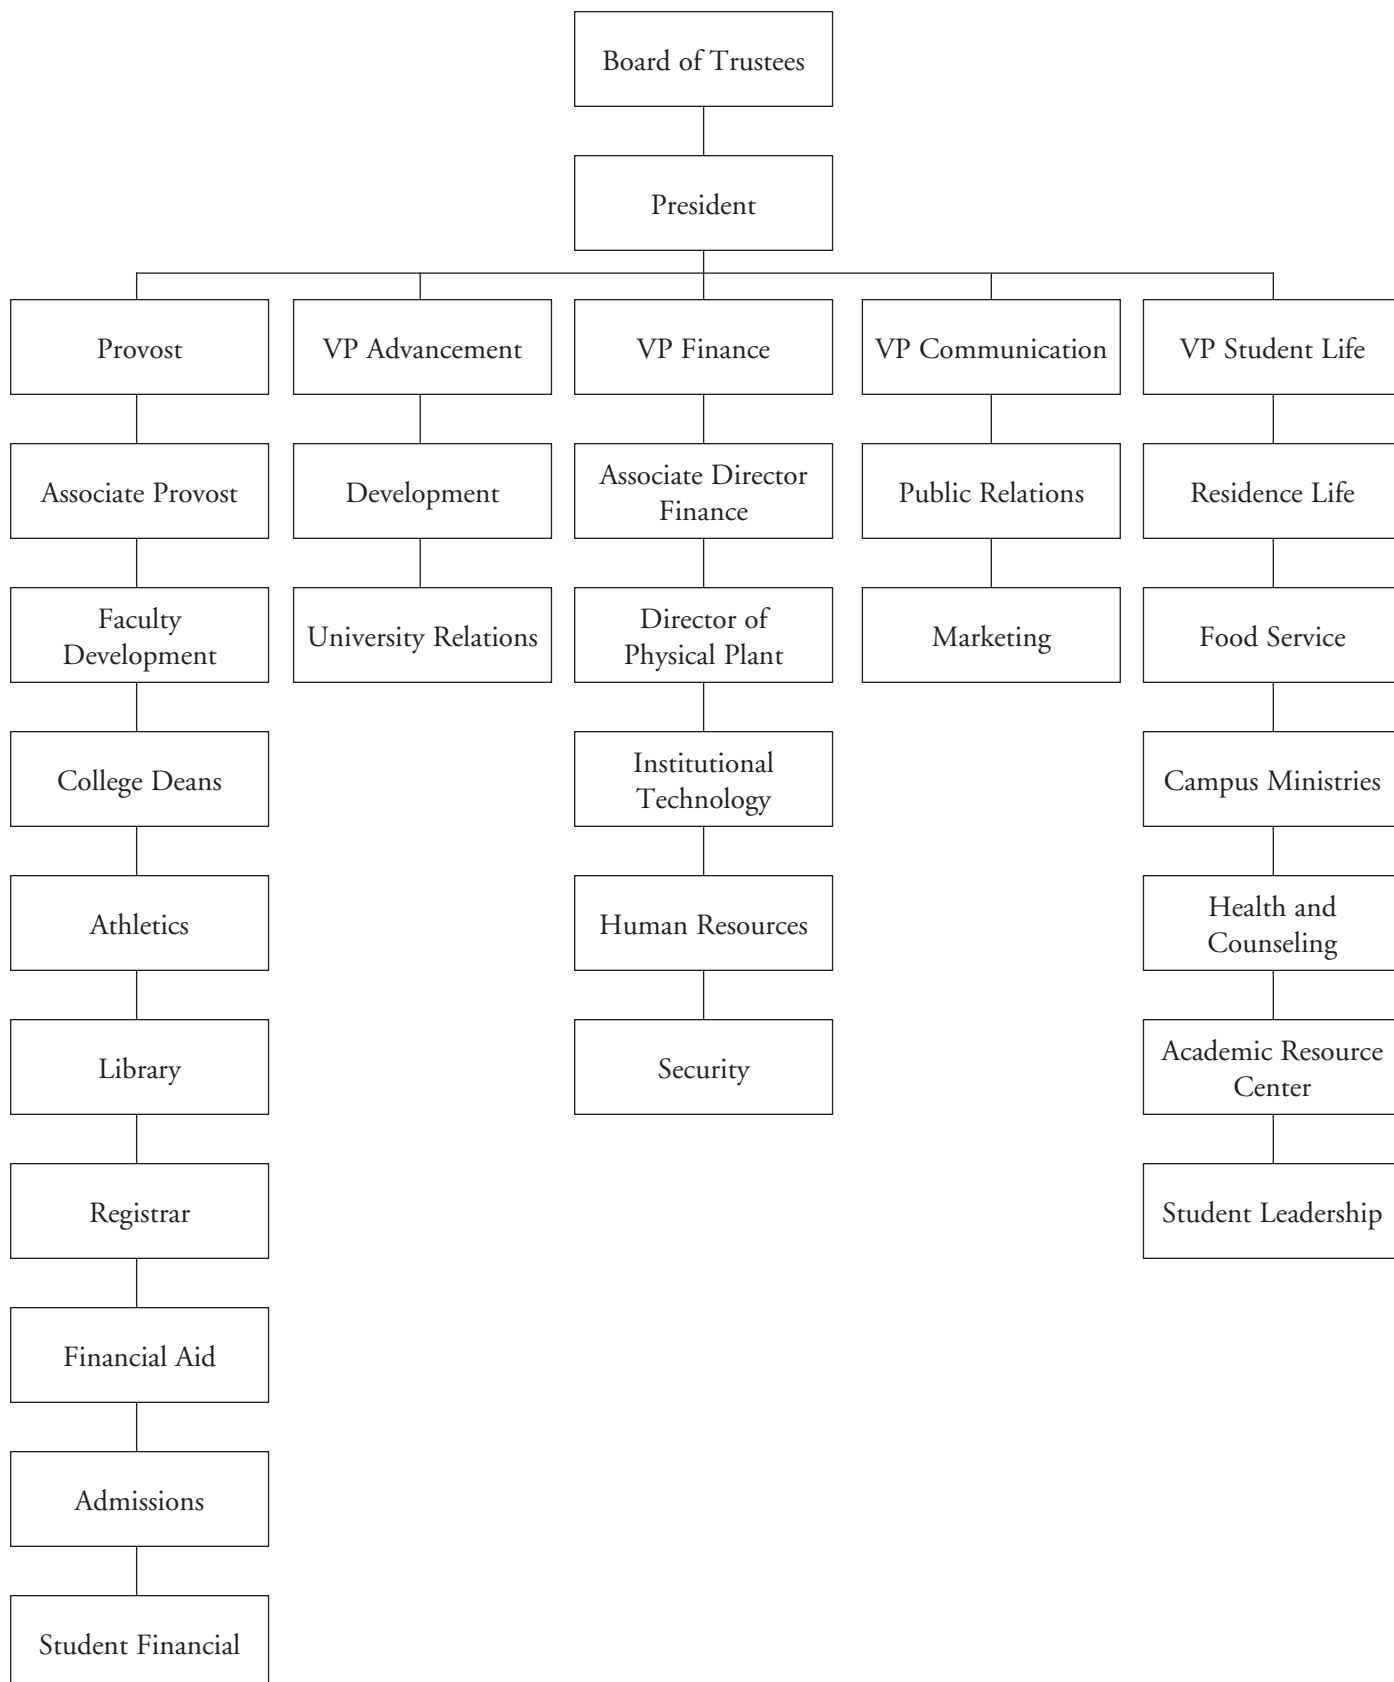 Board of Trustees
President
Provost
VP Advancement
VP Finance
VP Communication
VP Student Life
Associate Provost
Development
Associate Director
Finance
Public Relations
Residence Life
Faculty
Development
University Relations
Director of
Physical Plant
Marketing
Food Service
College Deans
Institutional
Technology
Campus Ministries
Athletics
Human Resources
Health and
Counseling
Library
Security
Academic Resource
Center
Registrar
Student Leadership
Financial Aid
Admissions
Student Financial